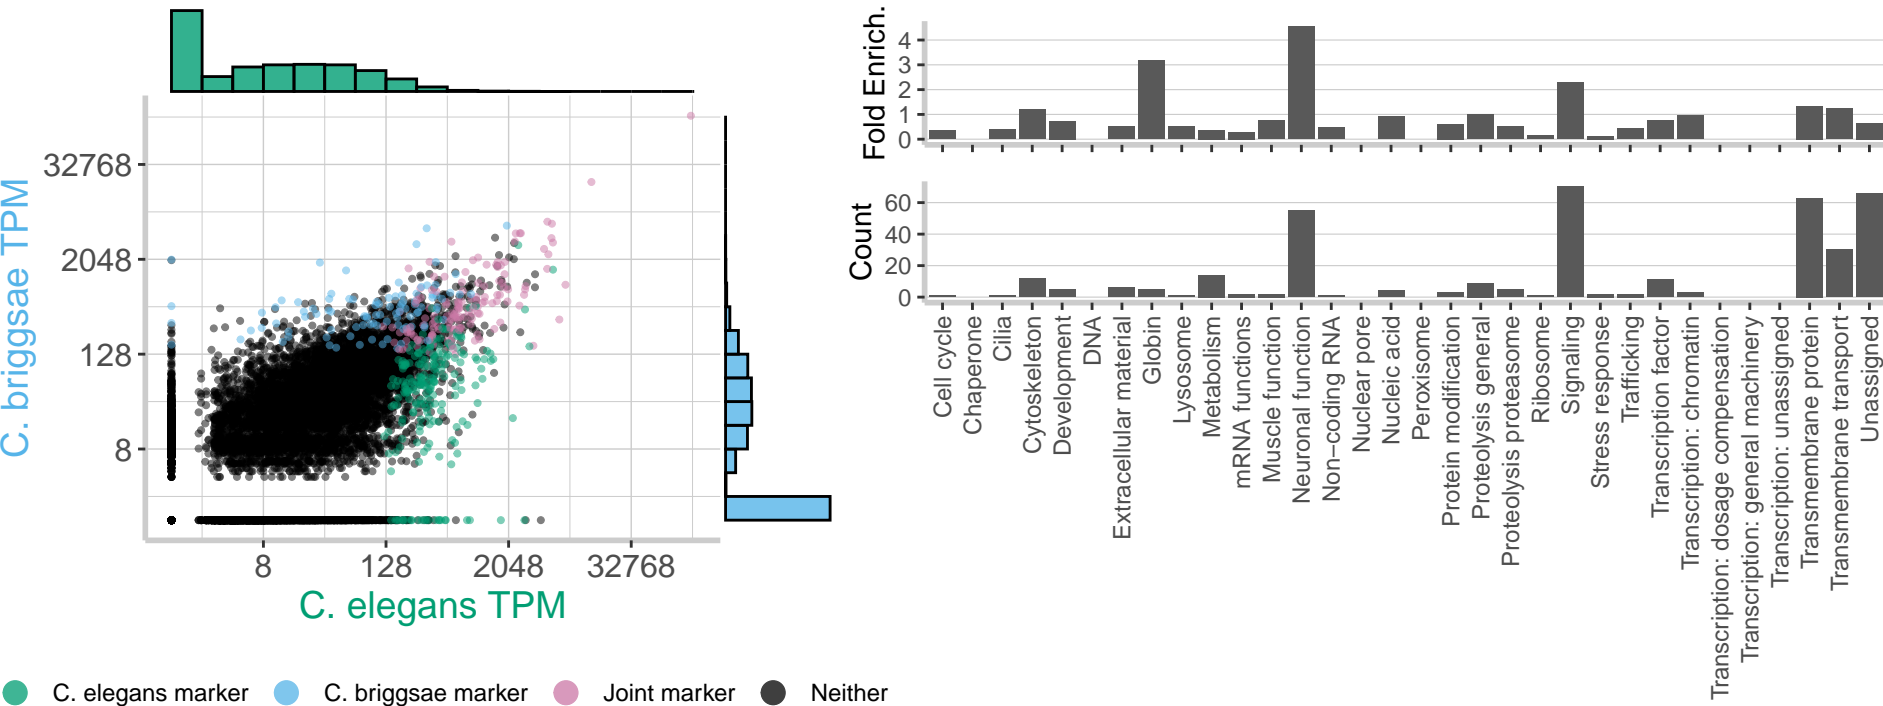 32768
2048
128
8
C. briggsae TPM
8
128
2048
32768
C. elegans TPM
C. elegans marker
C. briggsae marker
Joint marker
Neither
Fold Enrich.
4
3
2
1
0
Count
60
40
20
0
Cell cycle
Chaperone
Cilia
Cytoskeleton
Development
DNA
Extracellular material
Globin
Lysosome
Metabolism
mRNA functions
Muscle function
Neuronal function
Non−coding RNA
Nuclear pore
Nucleic acid
Peroxisome
Protein modification
Proteolysis general
Proteolysis proteasome
Ribosome
Signaling
Stress response
Trafficking
Transcription factor
Transcription: chromatin
Transcription: dosage compensation
Transcription: general machinery
Transcription: unassigned
Transmembrane protein
Transmembrane transport
Unassigned